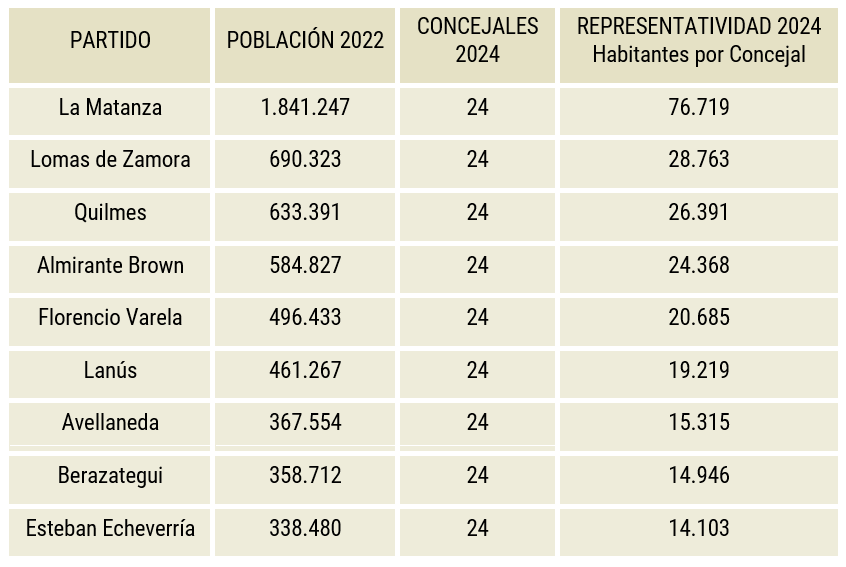 PARTIDO POBLACIÓN 2022 CONCEJALES 2024 REPRESENTATIVIDAD 2024 Habitantes por Concejal
La Matanza 1.841.247 24 76.719
Lomas de Zamora 690.323 24 28.763
Quilmes 633.391 24 26.391
Almirante Brown 584.827 24 24.368
Florencio Varela 496.433 24 20.685
Lanús 461.267 24 19.219
Avellaneda 367.554 24 15.315
Berazategui 358.712 24 14.946
Esteban Echeverría 338.480 24 14.103